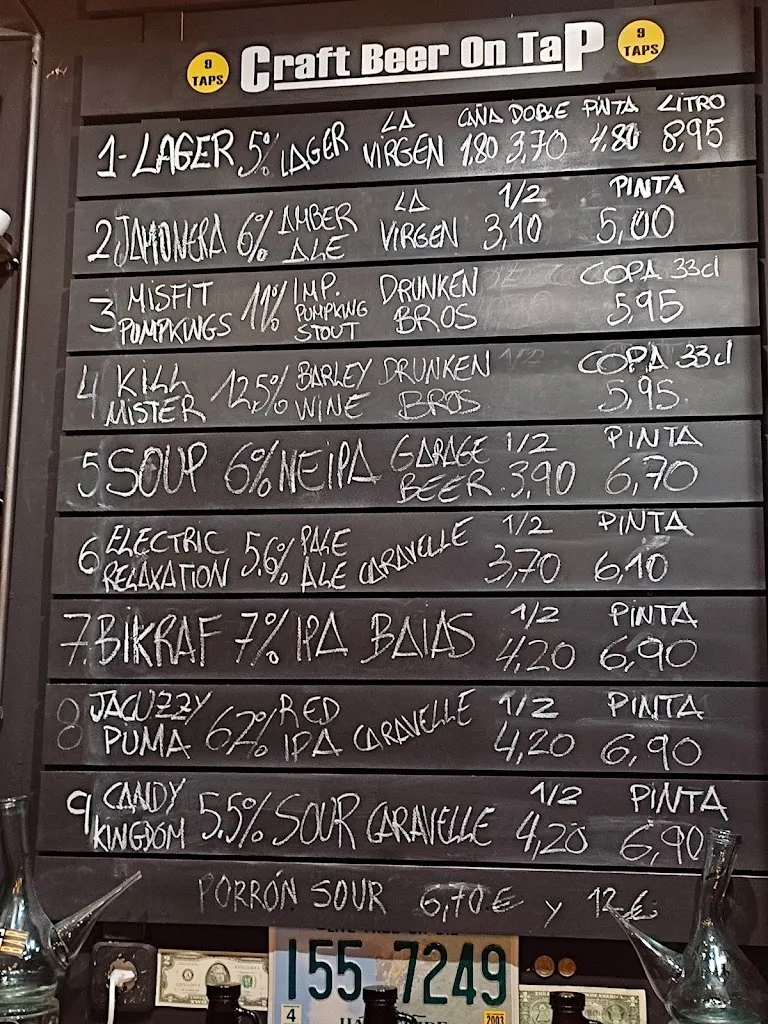 9 TAPS Craft Beer On TaP 9 TAPS
1- LAGER 5% LAGER LA VIRGEN CAÑA 1.80 DOBLE 3,70 PINTA 4.80 LITRO 8,95
2 JAMONERA 6% AMBER ALE LA VIRGEN 1/2 3,10 PINTA 5,00
3 MISFIT PUMPKINGS 11% IMP. PUMPKING STOUT DRUNKEN BROS COPA 33cl 5,95
4 KILL MISTER 12,5% BARLEY WINE DRUNKEN BROS COPA 33cl 5,95
5 SOUP 6% NEIPA GARAGE BEER 1/2 3,90 PINTA 6,70
6 ELECTRIC RELAXATION 5.6% PALE ALE CARAVELLE 1/2 3,70 PINTA 6,10
7. BIKRAF 7% IPA BAIAS 1/2 4,20 PINTA 6,90
8 JACUZZY PUMA 6,2% RED IPA CARAVELLE 1/2 4,20 PINTA 6,90
9 CANDY KINGDOM 5.5% SOUR CARAVELLE 1/2 4,20 PINTA 6,90
PORRÓN SOUR 6,70€ y 12€
155 7249
4 2003